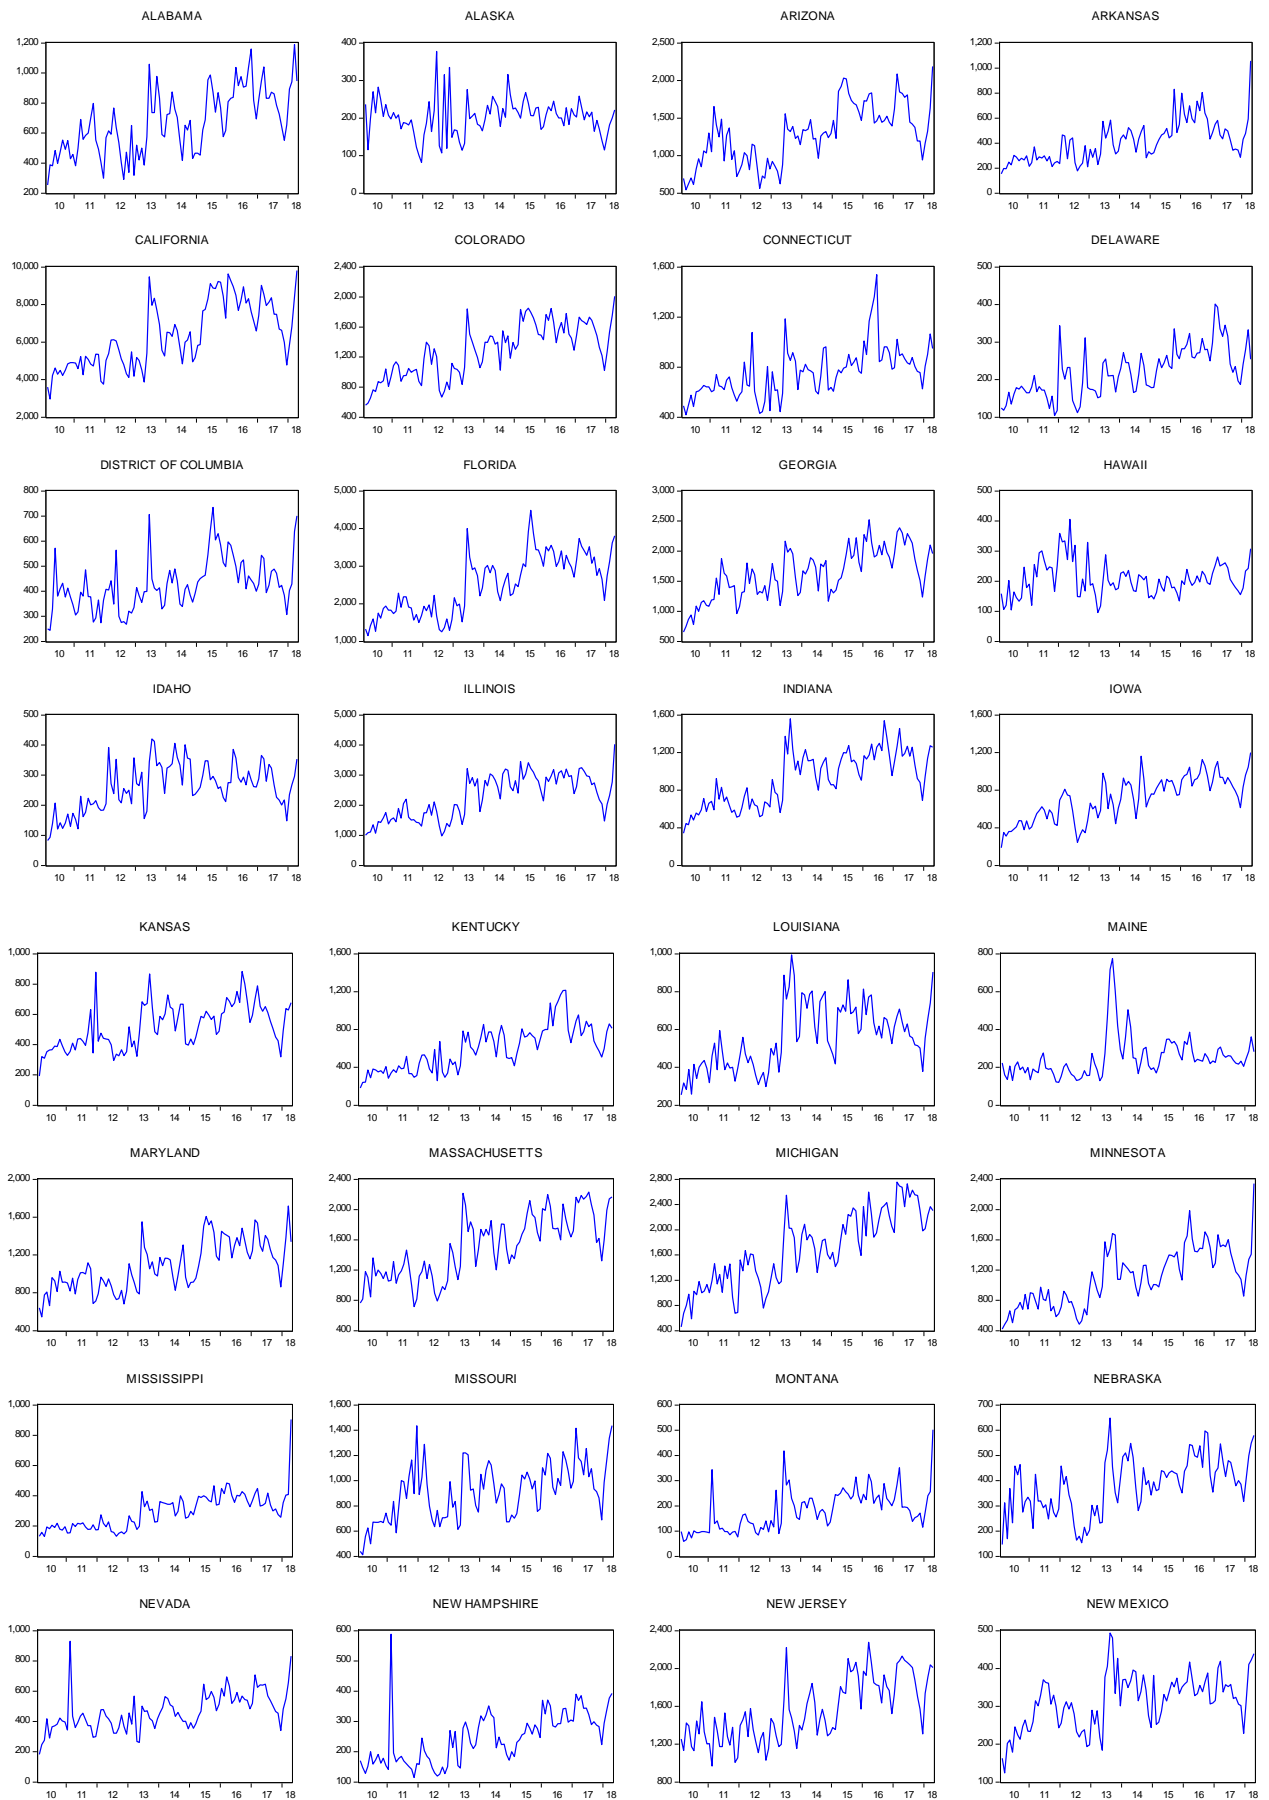 ALABAMA
1,200
1,000
800
600
400
200
10 11 12 13 14 15 16 17 18
ALASKA
400
300
200
100
0
10 11 12 13 14 15 16 17 18
ARIZONA
2,500
2,000
1,500
1,000
500
10 11 12 13 14 15 16 17 18
ARKANSAS
1,200
1,000
800
600
400
200
0
10 11 12 13 14 15 16 17 18
CALIFORNIA
10,000
8,000
6,000
4,000
2,000
10 11 12 13 14 15 16 17 18
COLORADO
2,400
2,000
1,600
1,200
800
400
10 11 12 13 14 15 16 17 18
CONNECTICUT
1,600
1,200
800
400
10 11 12 13 14 15 16 17 18
DELAWARE
500
400
300
200
100
10 11 12 13 14 15 16 17 18
DISTRICT OF COLUMBIA
800
700
600
500
400
300
200
10 11 12 13 14 15 16 17 18
FLORIDA
5,000
4,000
3,000
2,000
1,000
10 11 12 13 14 15 16 17 18
GEORGIA
3,000
2,500
2,000
1,500
1,000
500
10 11 12 13 14 15 16 17 18
HAWAII
500
400
300
200
100
0
10 11 12 13 14 15 16 17 18
IDAHO
500
400
300
200
100
0
10 11 12 13 14 15 16 17 18
ILLINOIS
5,000
4,000
3,000
2,000
1,000
0
10 11 12 13 14 15 16 17 18
INDIANA
1,600
1,200
800
400
0
10 11 12 13 14 15 16 17 18
IOWA
1,600
1,200
800
400
0
10 11 12 13 14 15 16 17 18
KANSAS
1,000
800
600
400
200
0
10 11 12 13 14 15 16 17 18
KENTUCKY
1,600
1,200
800
400
0
10 11 12 13 14 15 16 17 18
LOUISIANA
1,000
800
600
400
200
10 11 12 13 14 15 16 17 18
MAINE
800
600
400
200
0
10 11 12 13 14 15 16 17 18
MARYLAND
2,000
1,600
1,200
800
400
10 11 12 13 14 15 16 17 18
MASSACHUSETTS
2,400
2,000
1,600
1,200
800
400
10 11 12 13 14 15 16 17 18
MICHIGAN
2,800
2,400
2,000
1,600
1,200
800
400
10 11 12 13 14 15 16 17 18
MINNESOTA
2,400
2,000
1,600
1,200
800
400
10 11 12 13 14 15 16 17 18
MISSISSIPPI
1,000
800
600
400
200
0
10 11 12 13 14 15 16 17 18
MISSOURI
1,600
1,400
1,200
1,000
800
600
400
10 11 12 13 14 15 16 17 18
MONTANA
600
500
400
300
200
100
0
10 11 12 13 14 15 16 17 18
NEBRASKA
700
600
500
400
300
200
100
10 11 12 13 14 15 16 17 18
NEVADA
1,000
800
600
400
200
0
10 11 12 13 14 15 16 17 18
NEW HAMPSHIRE
600
500
400
300
200
100
10 11 12 13 14 15 16 17 18
NEW JERSEY
2,400
2,000
1,600
1,200
800
10 11 12 13 14 15 16 17 18
NEW MEXICO
500
400
300
200
100
10 11 12 13 14 15 16 17 18